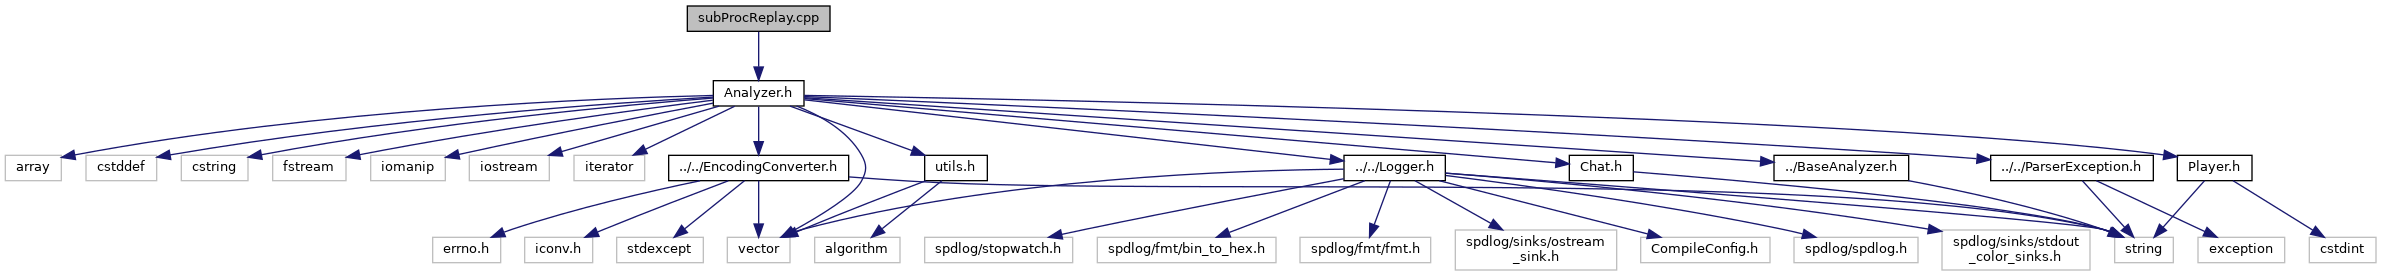 subProcReplay.cpp
Analyzer.h
array
cstddef
cstring
fstream
iomanip
iostream
iterator
../../EncodingConverter.h
utils.h
../../Logger.h
Chat.h
../BaseAnalyzer.h
../../ParserException.h
Player.h
errno.h
iconv.h
stdexcept
vector
algorithm
spdlog/stopwatch.h
spdlog/fmt/bin_to_hex.h
spdlog/fmt/fmt.h
spdlog/sinks/ostream
_sink.h
CompileConfig.h
spdlog/spdlog.h
spdlog/sinks/stdout
_color_sinks.h
string
exception
cstdint